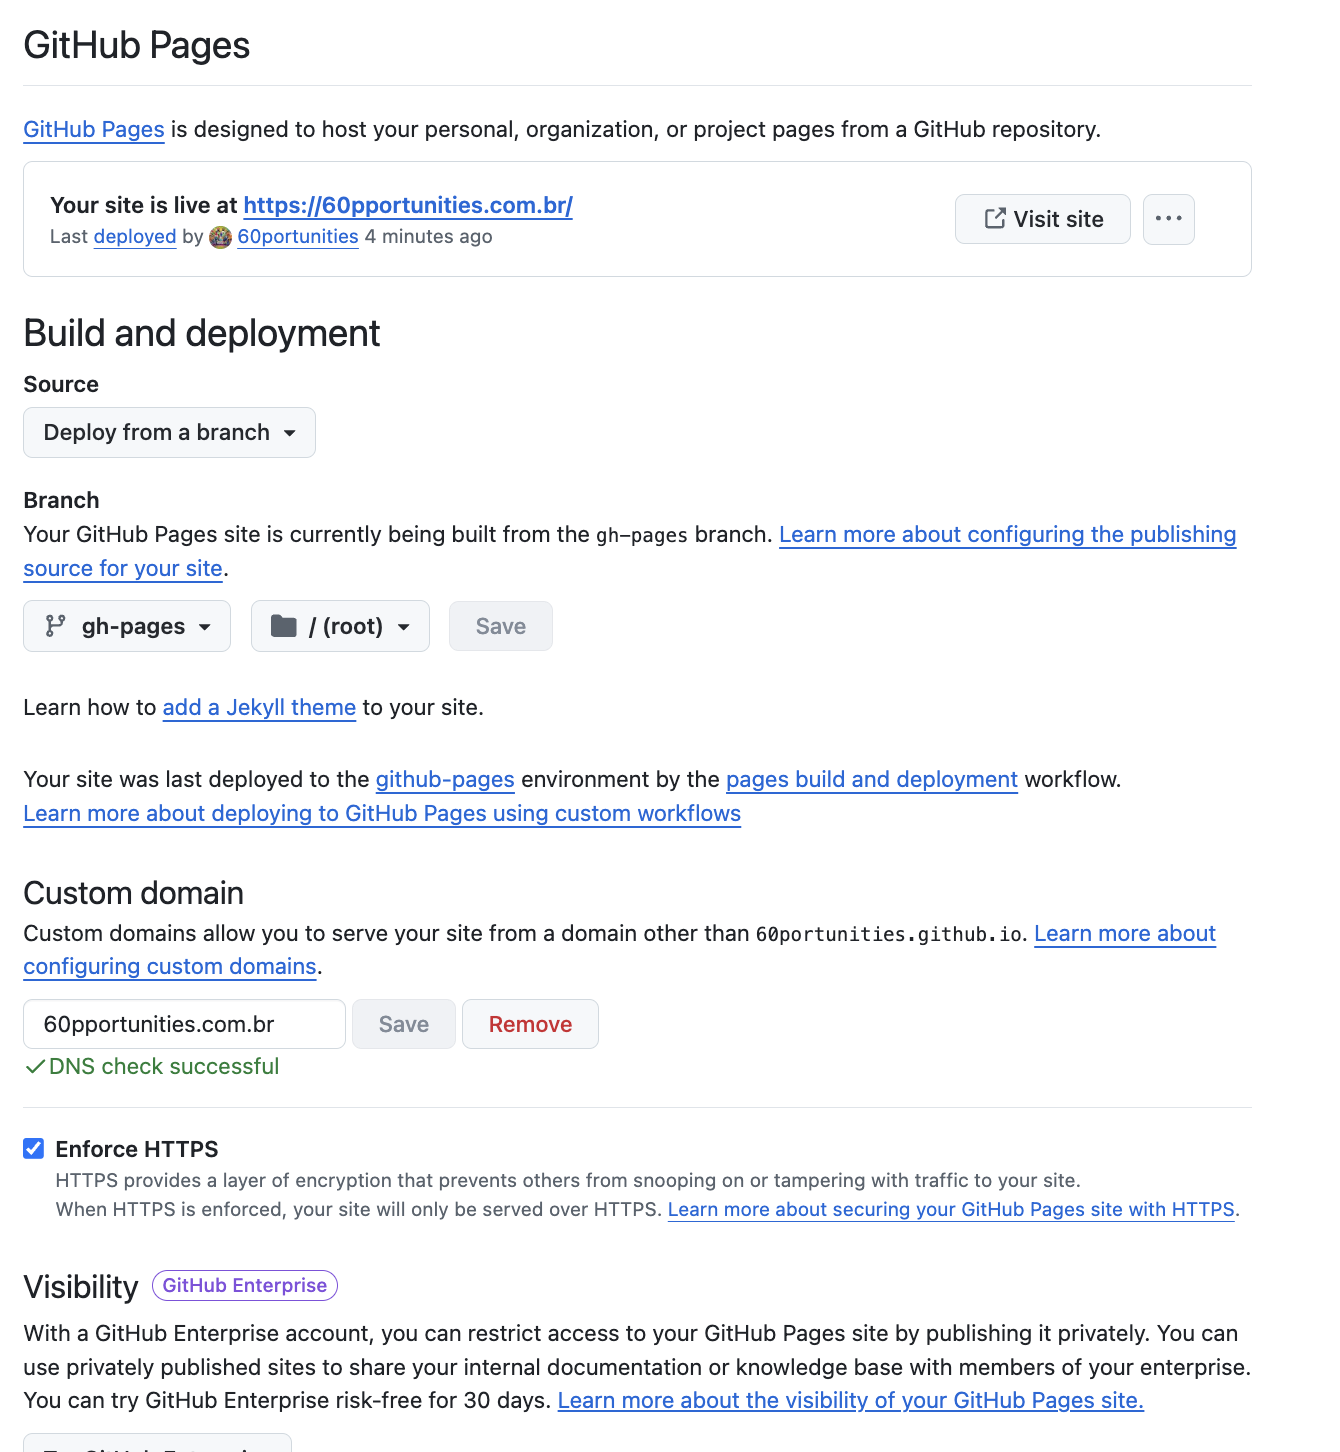 GitHub Pages
GitHub Pages is designed to host your personal, organization, or project pages from a GitHub repository.
Your site is live at https://60pportunities.com.br/
Last deployed by 60portunities 4 minutes ago
Visit site
Build and deployment
Source
Deploy from a branch
Branch
Your GitHub Pages site is currently being built from the gh-pages branch. Learn more about configuring the publishing
source for your site.
gh-pages
/ (root)
Save
Learn how to add a Jekyll theme to your site.
Your site was last deployed to the github-pages environment by the pages build and deployment workflow.
Learn more about deploying to GitHub Pages using custom workflows
Custom domain
Custom domains allow you to serve your site from a domain other than 60portunities.github.io. Learn more about
configuring custom domains.
60pportunities.com.br
Save
Remove
DNS check successful
Enforce HTTPS
HTTPS provides a layer of encryption that prevents others from snooping on or tampering with traffic to your site.
When HTTPS is enforced, your site will only be served over HTTPS. Learn more about securing your GitHub Pages site with HTTPS.
Visibility GitHub Enterprise
With a GitHub Enterprise account, you can restrict access to your GitHub Pages site by publishing it privately. You can
use privately published sites to share your internal documentation or knowledge base with members of your enterprise.
You can try GitHub Enterprise risk-free for 30 days. Learn more about the visibility of your GitHub Pages site.